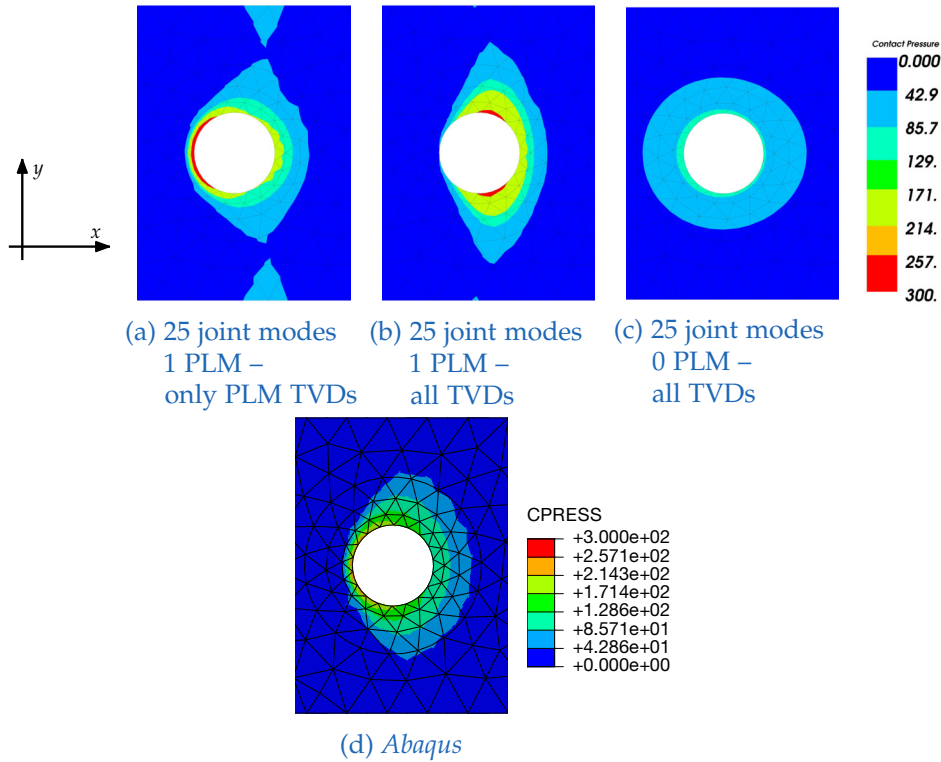 Contact Pressure
0.000
42.9
85.7
129.
171.
214.
257.
300.
y
x
(a) 25 joint modes
1 PLM –
only PLM TVDs
(b) 25 joint modes
1 PLM –
all TVDs
(c) 25 joint modes
0 PLM –
all TVDs
CPRESS
+3.000e+02
+2.571e+02
+2.143e+02
+1.714e+02
+1.286e+02
+8.571e+01
+4.286e+01
+0.000e+00
(d) Abaqus